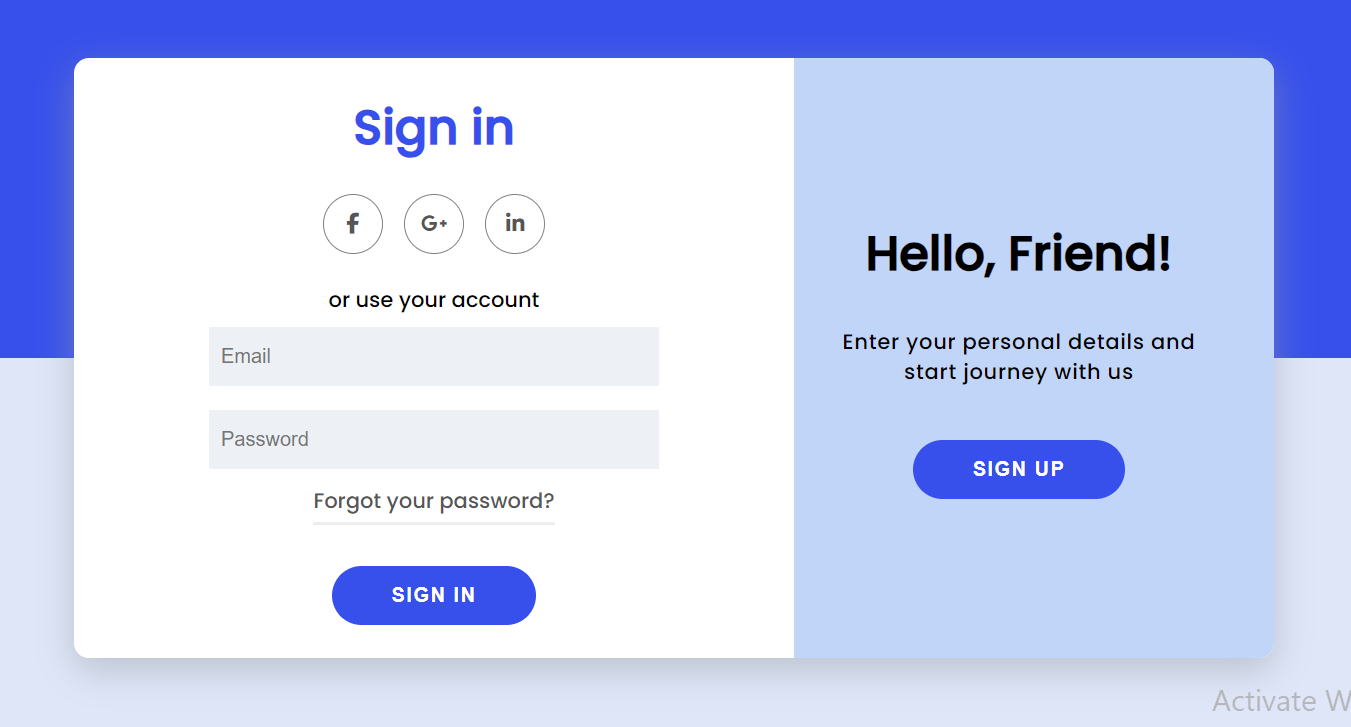 Sign in
f G+ in
or use your account
Email
Password
Forgot your password?
SIGN IN
Hello, Friend!
Enter your personal details and
start journey with us
SIGN UP
Activate W